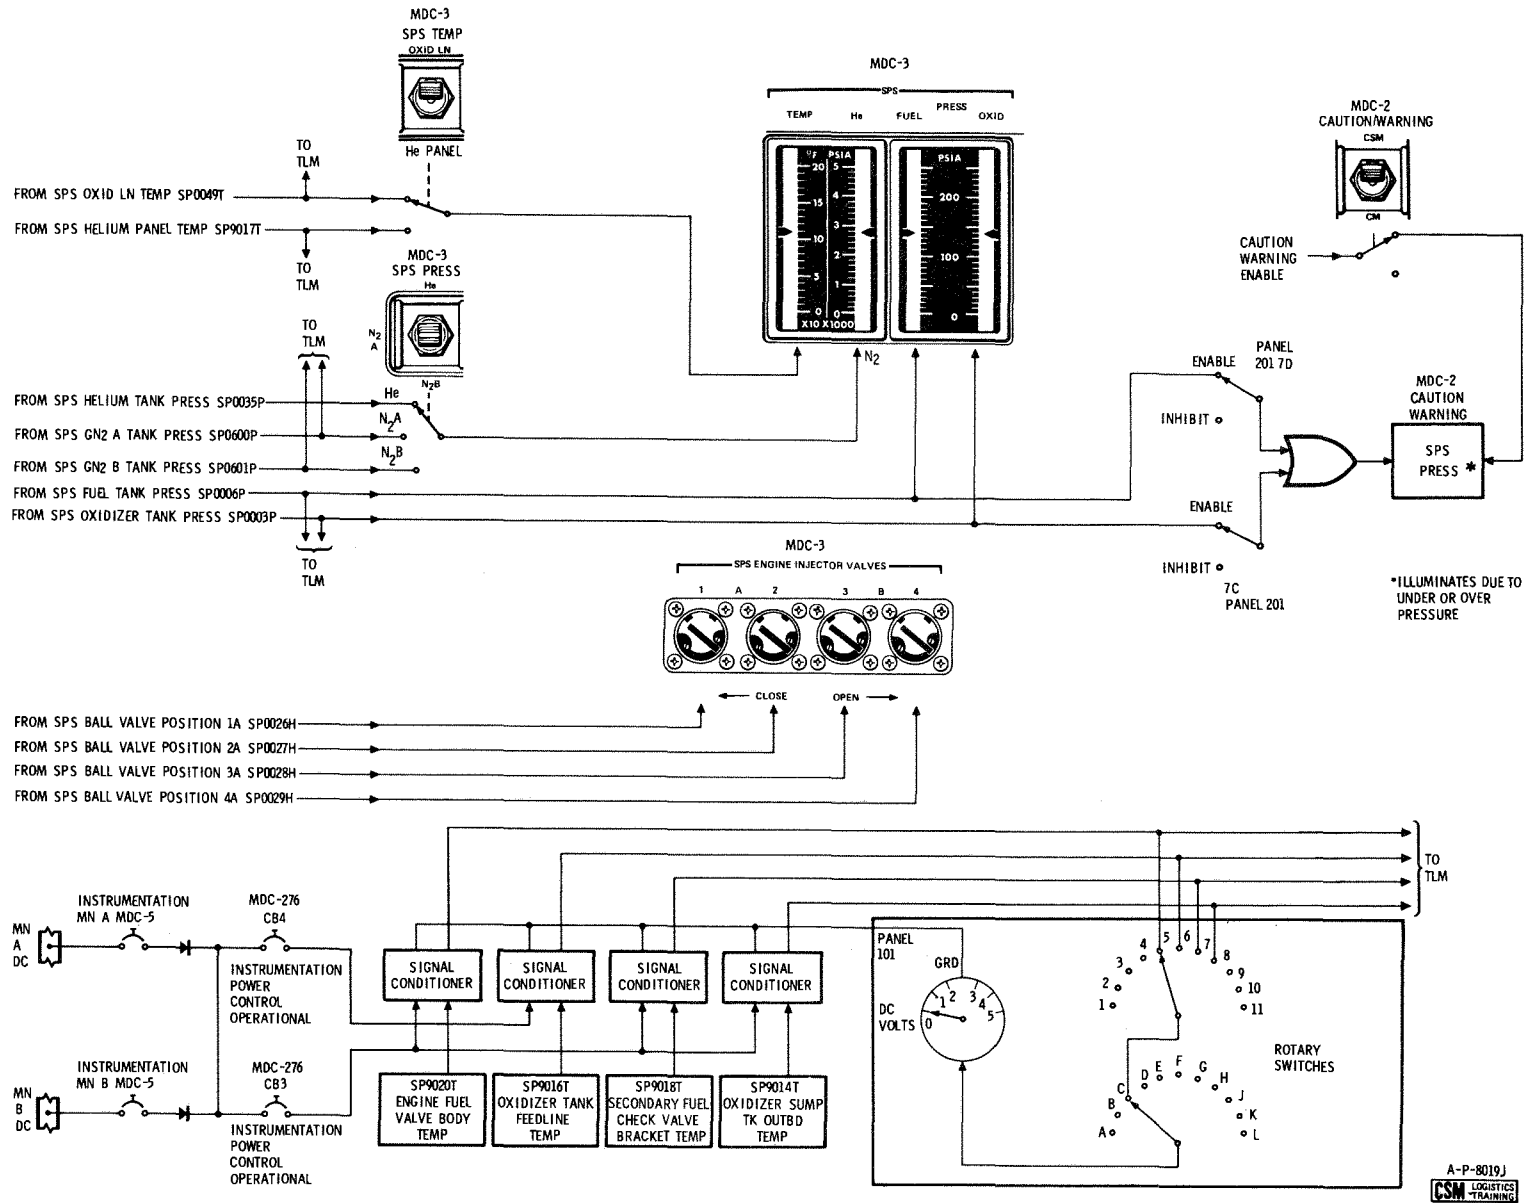 MDC-3
SPS TEMP
OXID LN
He PANEL
TO
TLM
FROM SPS OXID LN TEMP SP0049T
FROM SPS HELIUM PANEL TEMP SP9017T
TO
TLM
MDC-3
SPS PRESS
He
N2
A
N2B
TO
TLM
FROM SPS HELIUM TANK PRESS SP0035P
He
FROM SPS GN2 A TANK PRESS SP0600P
N2A
FROM SPS GN2 B TANK PRESS SP0601P
N2B
FROM SPS FUEL TANK PRESS SP0006P
FROM SPS OXIDIZER TANK PRESS SP0003P
TO
TLM
MDC-3
SPS
TEMP He FUEL PRESS OXID
°F PSIA
20 5
4
15
3
10
2
5
1
0 0
X10 X1000
PSIA
200
100
0
N2
MDC-2
CAUTION/WARNING
CSM
CM
CAUTION
WARNING
ENABLE
ENABLE
PANEL
201 7D
INHIBIT
MDC-2
CAUTION
WARNING
SPS
PRESS *
ENABLE
INHIBIT
7C
PANEL 201
*ILLUMINATES DUE TO
UNDER OR OVER
PRESSURE
MDC-3
SPS ENGINE INJECTOR VALVES
1 A 2 3 B 4
CLOSE OPEN
FROM SPS BALL VALVE POSITION 1A SP0026H
FROM SPS BALL VALVE POSITION 2A SP0027H
FROM SPS BALL VALVE POSITION 3A SP0028H
FROM SPS BALL VALVE POSITION 4A SP0029H
TO
TLM
MN
A
DC
INSTRUMENTATION
MN A MDC-5
MDC-276
CB4
INSTRUMENTATION
POWER
CONTROL
OPERATIONAL
MN
B
DC
INSTRUMENTATION
MN B MDC-5
MDC-276
CB3
INSTRUMENTATION
POWER
CONTROL
OPERATIONAL
SIGNAL
CONDITIONER
SIGNAL
CONDITIONER
SIGNAL
CONDITIONER
SIGNAL
CONDITIONER
SP9020T
ENGINE FUEL
VALVE BODY
TEMP
SP9016T
OXIDIZER TANK
FEEDLINE
TEMP
SP9018T
SECONDARY FUEL
CHECK VALVE
BRACKET TEMP
SP9014T
OXIDIZER SUMP
TK OUTBD
TEMP
PANEL
101
GRD
DC
VOLTS
0 1 2 3 4 5
1 2 3 4 5 6 7 8 9 10 11
ROTARY
SWITCHES
A B C D E F G H J K L
A-P-8019J
CSM LOGISTICS
TRAINING